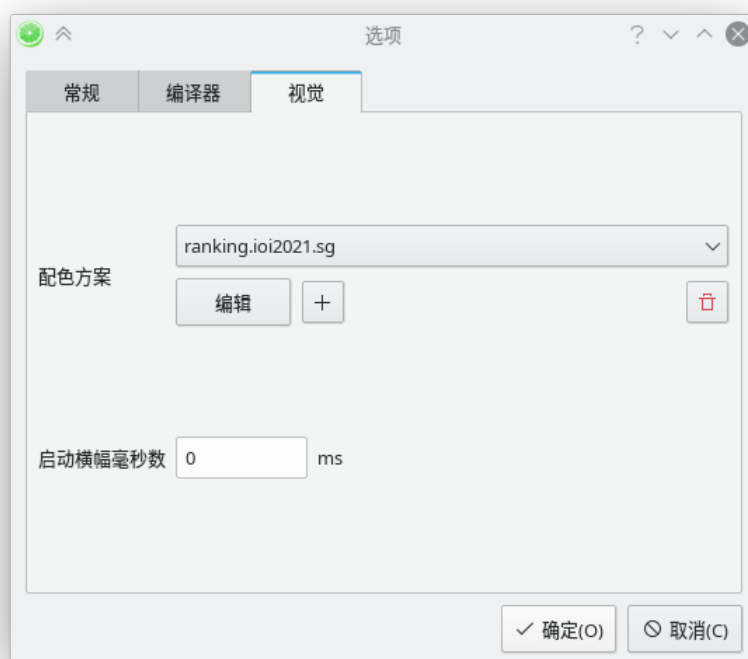 选项
常规 编译器 视觉
ranking.ioi2021.sg
配色方案
编辑 +
启动横幅毫秒数 0 ms
确定(O) 取消(C)